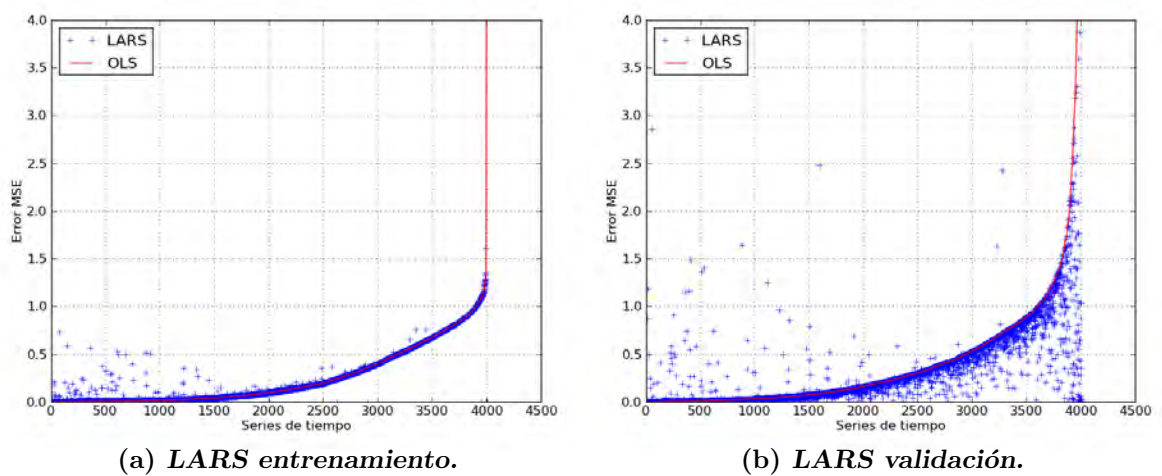 4.0
3.5
3.0
2.5
2.0
1.5
1.0
0.5
0.0
Error MSE
LARS
OLS
0 500 1000 1500 2000 2500 3000 3500 4000 4500
Series de tiempo
(a) LARS entrenamiento.
4.0
3.5
3.0
2.5
2.0
1.5
1.0
0.5
0.0
Error MSE
LARS
OLS
0 500 1000 1500 2000 2500 3000 3500 4000 4500
Series de tiempo
(b) LARS validación.